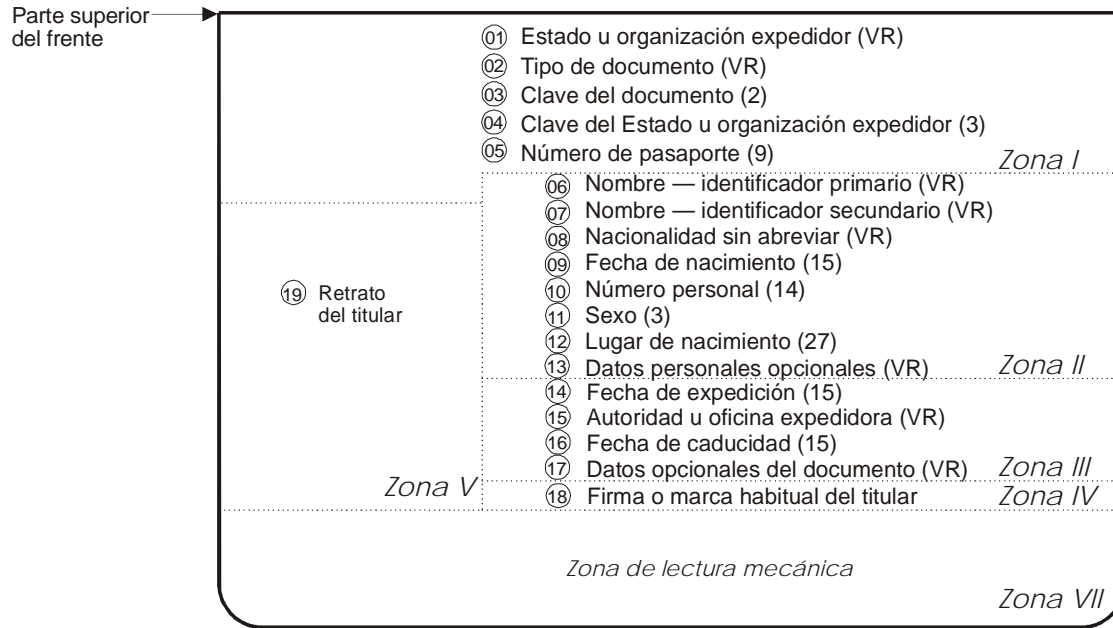 Parte superior
del frente
01 Estado u organización expedidor (VR)
02 Tipo de documento (VR)
03 Clave del documento (2)
04 Clave del Estado u organización expedidor (3)
05 Número de pasaporte (9)
Zona I
06 Nombre — identificador primario (VR)
07 Nombre — identificador secundario (VR)
08 Nacionalidad sin abreviar (VR)
09 Fecha de nacimiento (15)
10 Número personal (14)
11 Sexo (3)
12 Lugar de nacimiento (27)
13 Datos personales opcionales (VR)
Zona II
19 Retrato
del titular
14 Fecha de expedición (15)
15 Autoridad u oficina expedidora (VR)
16 Fecha de caducidad (15)
17 Datos opcionales del documento (VR)
Zona III
Zona V
18 Firma o marca habitual del titular
Zona IV
Zona de lectura mecánica
Zona VII